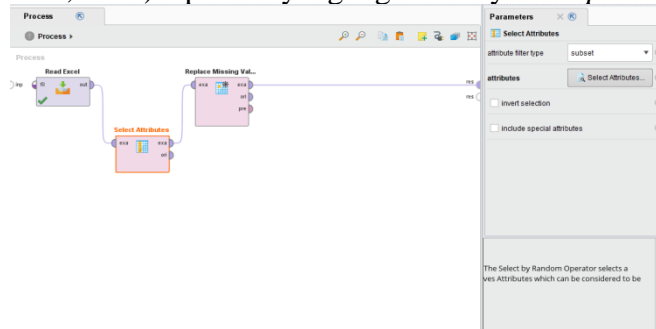 Process
Process
Process
Read Excel
inp
fil
out
Select Attributes
exa
exa
ori
Replace Missing Val...
exa
exa
ori
pre
res
res
Parameters
Select Attributes
attribute filter type
subset
attributes
Select Attributes...
invert selection
include special attributes
The Select by Random Operator selects a
ves Attributes which can be considered to be